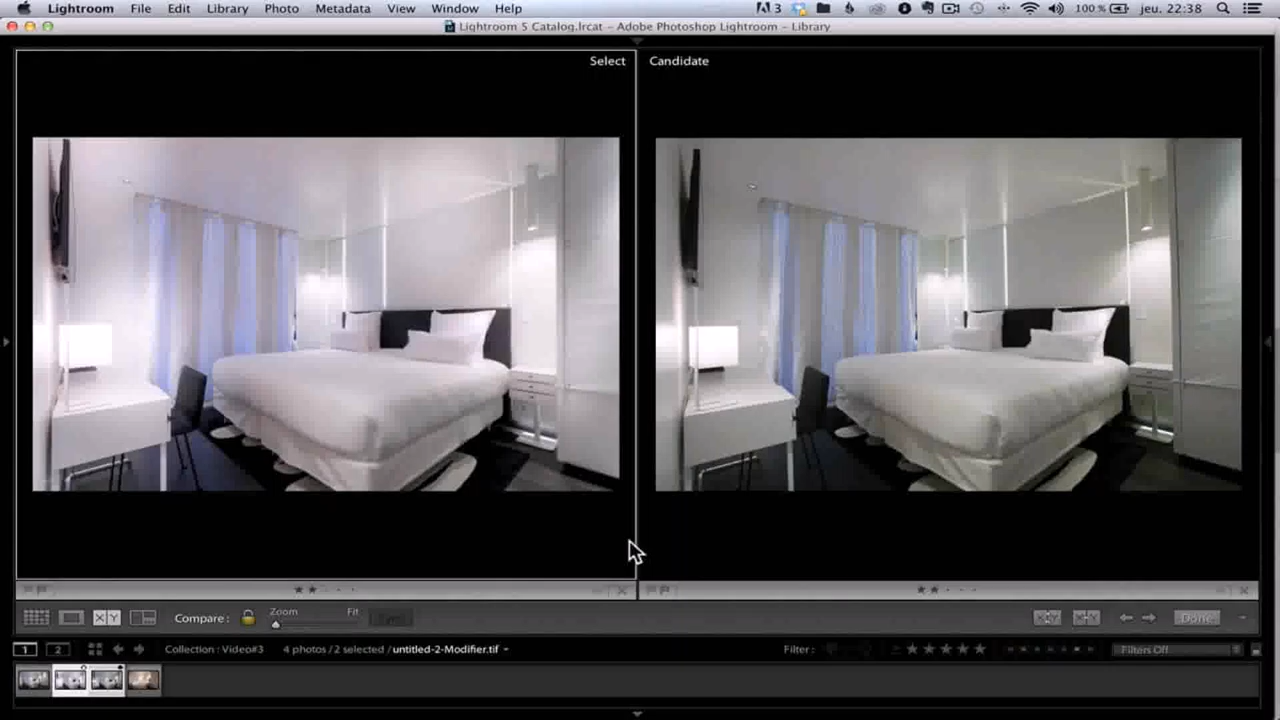 Lightroom File Edit Library Photo Metadata View Window Help 3 100 % jeu. 22:38
Lightroom 5 Catalog.lrcat – Adobe Photoshop Lightroom – Library
Select Candidate
XY Compare : Zoom Fit Done
1 2 Collection : Video#3 4 photos / 2 selected / untitled-2-Modifier.tif Filter : Filters Off